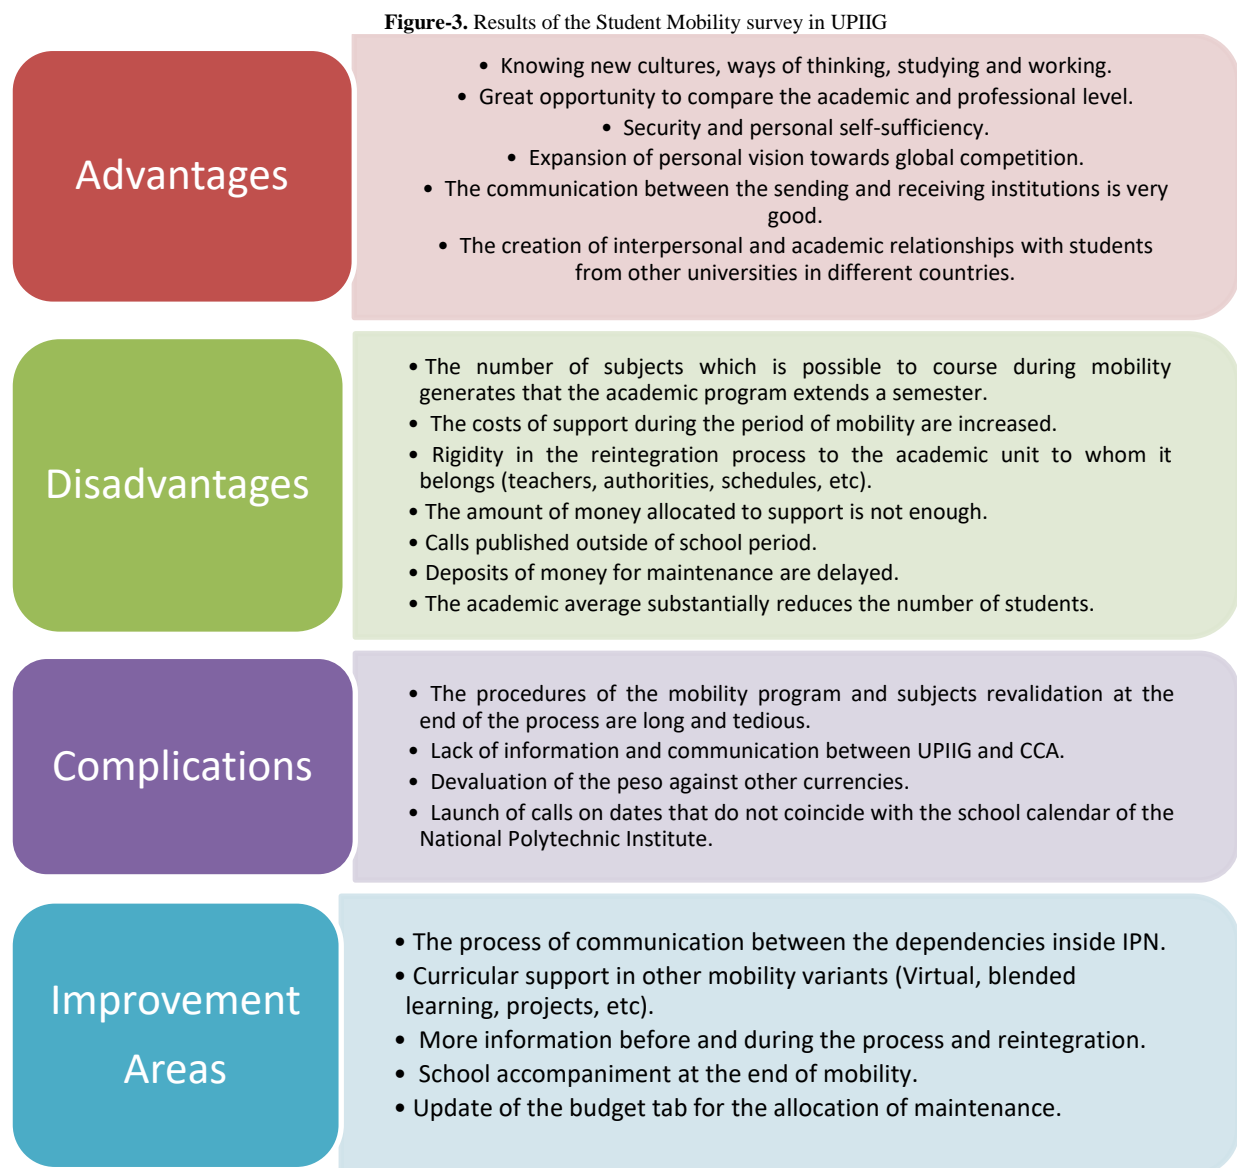 Figure-3. Results of the Student Mobility survey in UPIIG
Advantages
• Knowing new cultures, ways of thinking, studying and working.
• Great opportunity to compare the academic and professional level.
• Security and personal self-sufficiency.
• Expansion of personal vision towards global competition.
• The communication between the sending and receiving institutions is very
good.
• The creation of interpersonal and academic relationships with students
from other universities in different countries.
Disadvantages
• The number of subjects which is possible to course during mobility
generates that the academic program extends a semester.
• The costs of support during the period of mobility are increased.
• Rigidity in the reintegration process to the academic unit to whom it
belongs (teachers, authorities, schedules, etc).
• The amount of money allocated to support is not enough.
• Calls published outside of school period.
• Deposits of money for maintenance are delayed.
• The academic average substantially reduces the number of students.
Complications
• The procedures of the mobility program and subjects revalidation at the
end of the process are long and tedious.
• Lack of information and communication between UPIIG and CCA.
• Devaluation of the peso against other currencies.
• Launch of calls on dates that do not coincide with the school calendar of the
National Polytechnic Institute.
Improvement
Areas
• The process of communication between the dependencies inside IPN.
• Curricular support in other mobility variants (Virtual, blended
learning, projects, etc).
• More information before and during the process and reintegration.
• School accompaniment at the end of mobility.
• Update of the budget tab for the allocation of maintenance.